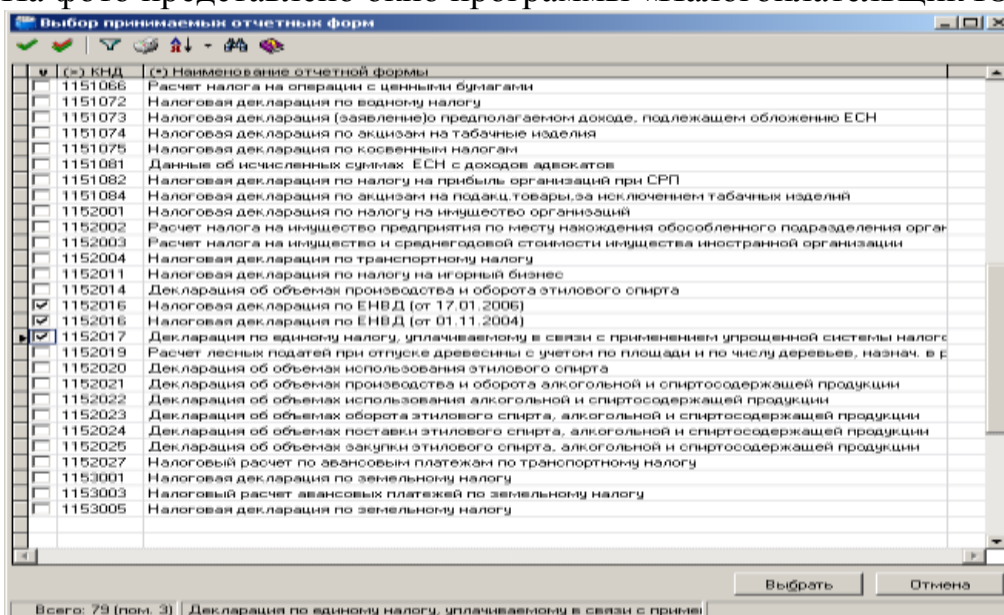 На фото представлено окно программы «Налогоплательщик Ю
Выбор принимаемых отчетных форм
(=) КНД (*) Наименование отчетной формы
1151066 Расчет налога на операции с ценными бумагами
1151072 Налоговая декларация по водному налогу
1151073 Налоговая декларация (заявление)о предполагаемом доходе, подлежащем обложению ЕСН
1151074 Налоговая декларация по акцизам на табачные изделия
1151075 Налоговая декларация по косвенным налогам
1151081 Данные об исчисленных суммах ЕСН с доходов адвокатов
1151082 Налоговая декларация по налогу на прибыль организаций при СРП
1151084 Налоговая декларация по акцизам на подакц.товары,за исключением табачных изделий
1152001 Налоговая декларация по налогу на имущество организаций
1152002 Расчет налога на имущество предприятия по месту нахождения обособленного подразделения орган
1152003 Расчет налога на имущество и среднегодовой стоимости имущества иностранной организации
1152004 Налоговая декларация по транспортному налогу
1152011 Налоговая декларация по налогу на игорный бизнес
1152014 Декларация об объемах производства и оборота этилового спирта
1152016 Налоговая декларация по ЕНВД (от 17.01.2006)
1152016 Налоговая декларация по ЕНВД (от 01.11.2004)
1152017 Декларация по единому налогу, уплачиваемому в связи с применением упрощенной системы налого
1152019 Расчет лесных податей при отпуске древесины с учетом по площади и по числу деревьев, назнач. в р
1152020 Декларация об объемах использования этилового спирта
1152021 Декларация об объемах производства и оборота алкогольной и спиртосодержащей продукции
1152022 Декларация об объемах использования алкогольной и спиртосодержащей продукции
1152023 Декларация об объемах оборота этилового спирта, алкогольной и спиртосодержащей продукции
1152024 Декларация об объемах поставки этилового спирта, алкогольной и спиртосодержащей продукции
1152025 Декларация об объемах закупки этилового спирта, алкогольной и спиртосодержащей продукции
1152027 Налоговый расчет по авансовым платежам по транспортному налогу
1153001 Налоговая декларация по земельному налогу
1153003 Налоговый расчет авансовых платежей по земельному налогу
1153005 Налоговая декларация по земельному налогу
Выбрать Отмена
Всего: 79 (пом. 3) Декларация по единому налогу, уплачиваемому в связи с приме